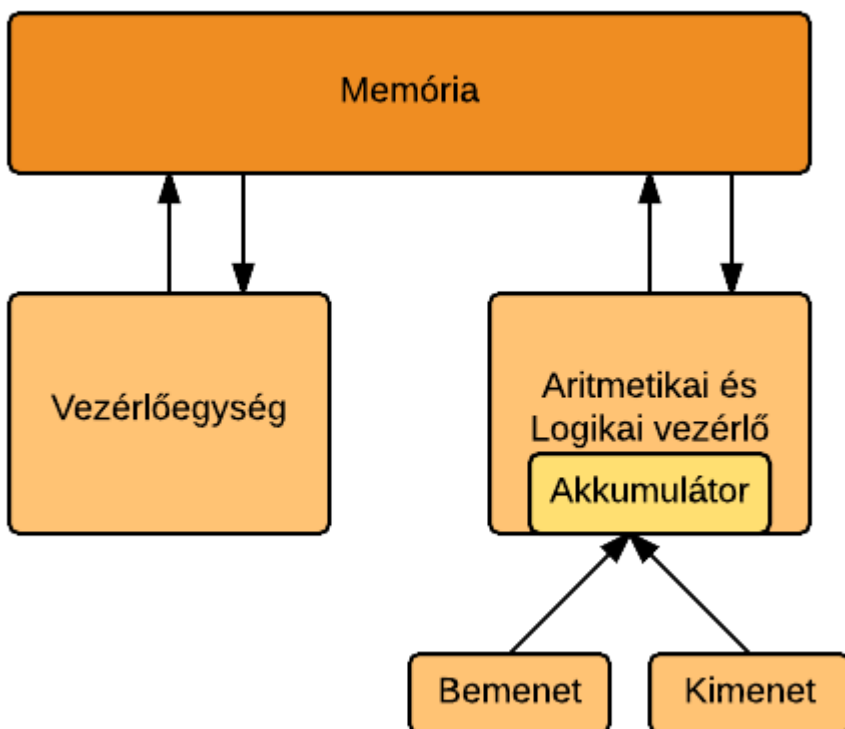 Memória
Vezérlőegység
Aritmetikai és
Logikai vezérlő
Akkumulátor
Bemenet
Kimenet